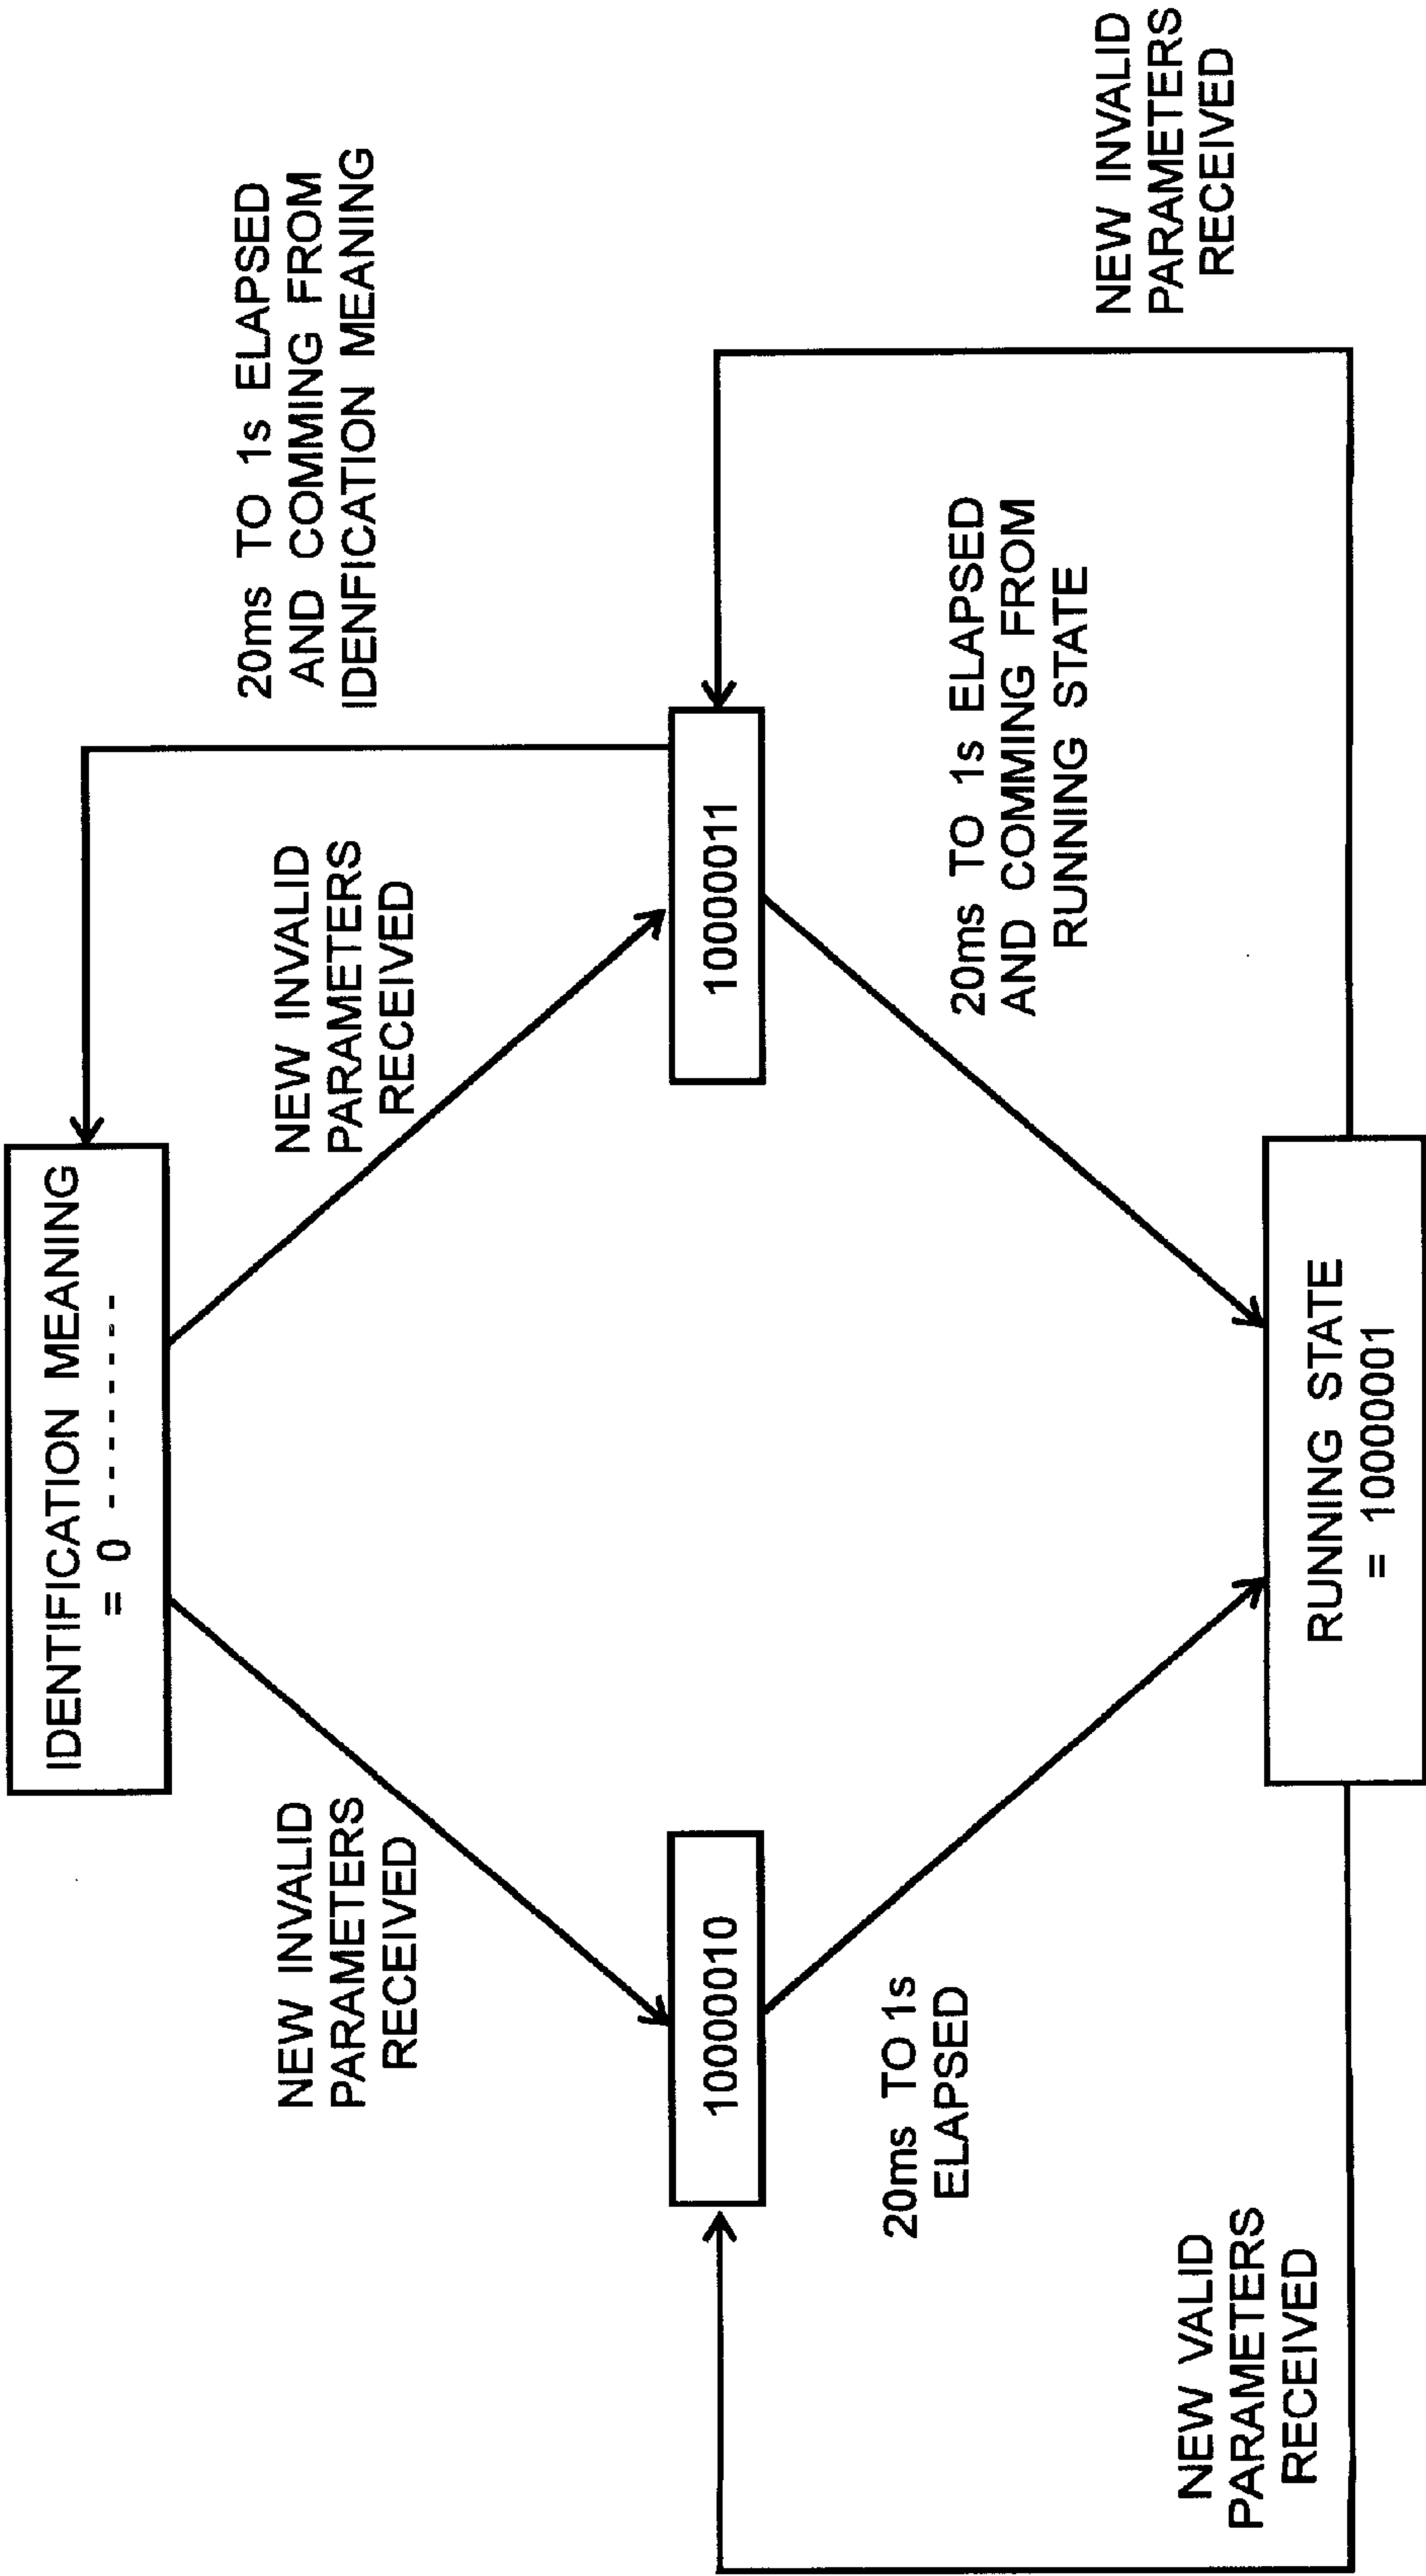 IDENTIFICATION MEANING
= 0 - - - - - - - -
20ms TO 1s ELAPSED
AND COMMING FROM
IDENFICATION MEANING
NEW INVALID
PARAMETERS
RECEIVED
NEW INVALID
PARAMETERS
RECEIVED
10000010
10000011
20ms TO 1s
ELAPSED
20ms TO 1s ELAPSED
AND COMMING FROM
RUNNING STATE
NEW VALID
PARAMETERS
RECEIVED
NEW INVALID
PARAMETERS
RECEIVED
RUNNING STATE
= 10000001